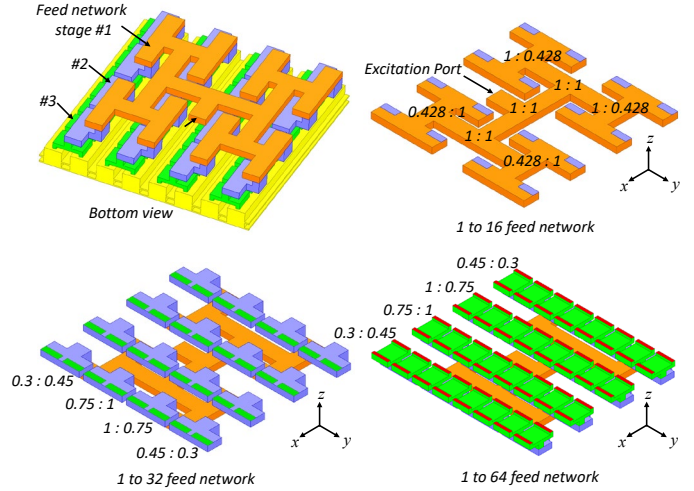 Feed network
stage #1
#2
#3
Bottom view
Excitation Port
1 : 0.428
1 : 1
0.428 : 1
1 : 1
1 : 0.428
1 : 1
0.428 : 1
z
x
y
1 to 16 feed network
0.3 : 0.45
0.75 : 1
1 : 0.75
0.45 : 0.3
z
x
y
1 to 32 feed network
0.45 : 0.3
1 : 0.75
0.75 : 1
0.3 : 0.45
z
x
y
1 to 64 feed network